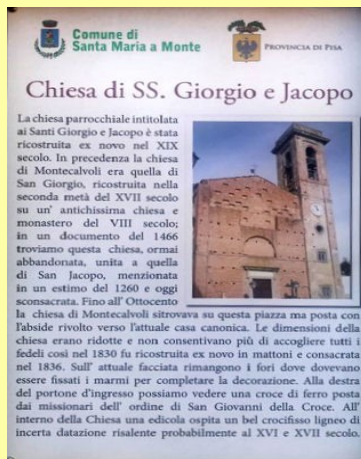 Comune di
Santa Maria a Monte
PROVINCIA DI PISA
Chiesa di SS. Giorgio e Jacopo
La chiesa parrocchiale intitolata
ai Santi Giorgio e Jacopo è stata
ricostruita ex novo nel XIX
secolo. In precedenza la chiesa
di Montecalvoli era quella di
San Giorgio, ricostruita nella
seconda metà del XVII secolo
su un' antichissima chiesa e
monastero del VIII secolo;
in un documento del 1466
troviamo questa chiesa, ormai
abbandonata, unita a quella
di San Jacopo, menzionata
in un estimo del 1260 e oggi
sconsacrata. Fino all' Ottocento
la chiesa di Montecalvoli sitrovava su questa piazza ma posta con
l'abside rivolto verso l'attuale casa canonica. Le dimensioni della
chiesa erano ridotte e non consentivano più di accogliere tutti i
fedeli così nel 1830 fu ricostruita ex novo in mattoni e consacrata
nel 1836. Sull' attuale facciata rimangono i fori dove dovevano
essere fissati i marmi per completare la decorazione. Alla destra
del portone d'ingresso possiamo vedere una croce di ferro posta
dai missionari dell' ordine di San Giovanni della Croce. All'
interno della Chiesa una edicola ospita un bel crocifisso ligneo di
incerta datazione risalente probabilmente al XVI e XVII secolo.